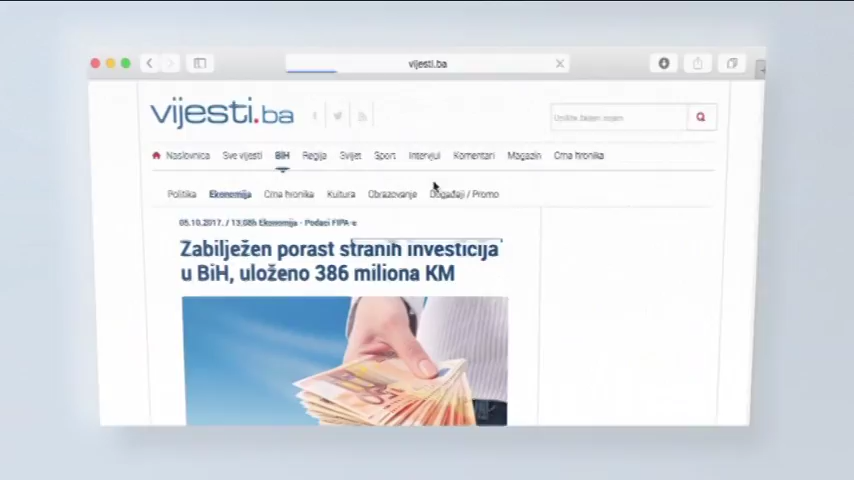 vijesti.ba
vijesti.ba
Naslovnica Sve vijesti BiH Regija Svijet Sport Intervjui Komentari Magazin Crna hronika
Politika Ekonomija Crna hronika Kultura Obrazovanje Događaji / Promo
05.10.2017. / 13:08h Ekonomija - Podaci FIPA-e
Zabilježen porast stranih investicija
u BiH, uloženo 386 miliona KM